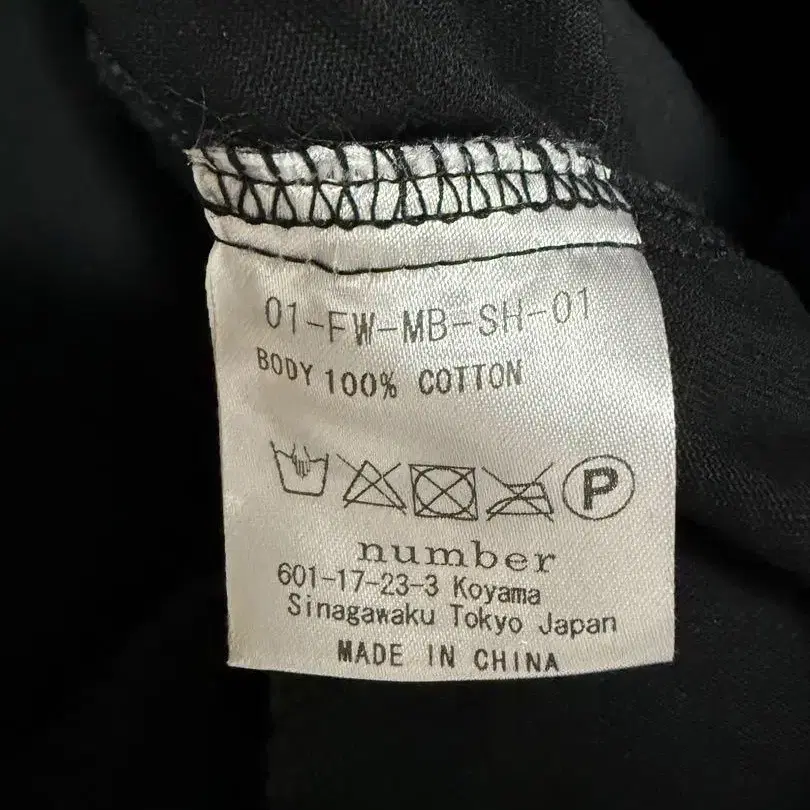 01-FW-MB-SH-01
BODY 100% COTTON
P
number
601-17-23-3 Koyama
Sinagawaku Tokyo Japan
MADE IN CHINA